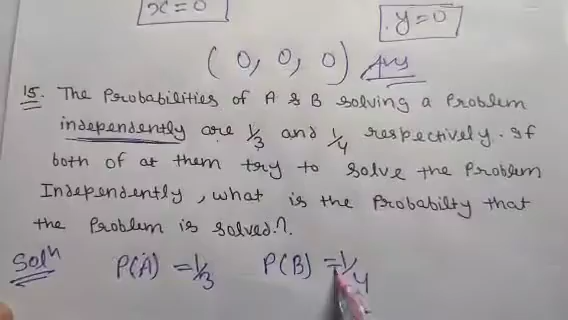 x = 0
y = 0
(0, 0, 0) Ans
15. The Probabilities of A & B solving a Problem
independently are 1/3 and 1/4 respectively. If
both of at them try to solve the Problem
Independently, what is the Probabilty that
the Problem is solved.?
Solⁿ P(A) = 1/3 P(B) = 1/4